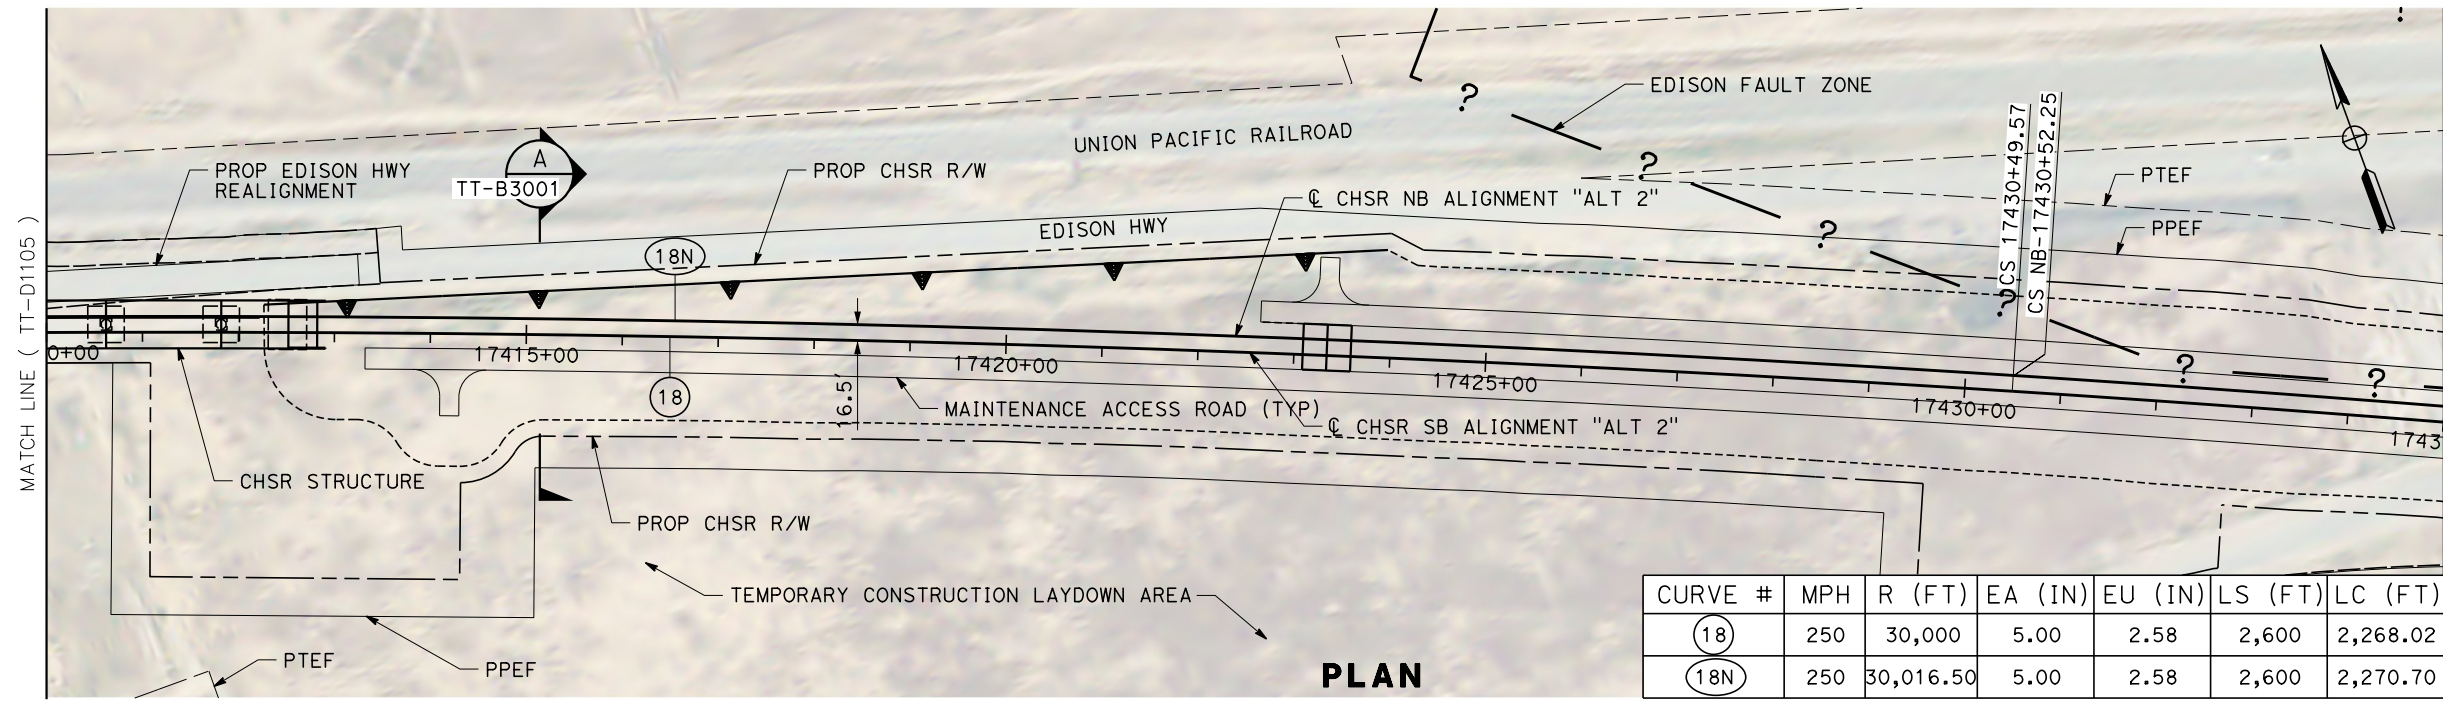 ?
EDISON FAULT ZONE
?
UNION PACIFIC RAILROAD
CS 17430+49.57
CS NB-17430+52.25
A
TT-B3001
PROP EDISON HWY
REALIGNMENT
PROP CHSR R/W
?
PTEF
℄ CHSR NB ALIGNMENT "ALT 2"
EDISON HWY
?
PPEF
MATCH LINE ( TT-D1105 )
18N
?
0+00
17415+00
17420+00
17425+00
?
?
17430+00
1743
16.5'
18
MAINTENANCE ACCESS ROAD (TYP)
℄ CHSR SB ALIGNMENT "ALT 2"
CHSR STRUCTURE
PROP CHSR R/W
TEMPORARY CONSTRUCTION LAYDOWN AREA
PTEF
PPEF
PLAN
CURVE # MPH R (FT) EA (IN) EU (IN) LS (FT) LC (FT)
18 250 30,000 5.00 2.58 2,600 2,268.02
18N 250 30,016.50 5.00 2.58 2,600 2,270.70